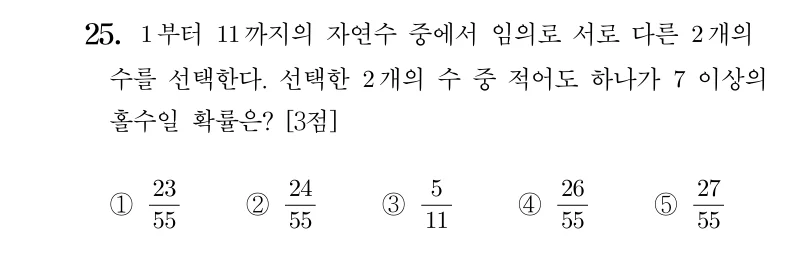 25. 1부터 11까지의 자연수 중에서 임의로 서로 다른 2개의
수를 선택한다. 선택한 2개의 수 중 적어도 하나가 7 이상의
홀수일 확률은? [3점]
① 23/55 ② 24/55 ③ 5/11 ④ 26/55 ⑤ 27/55